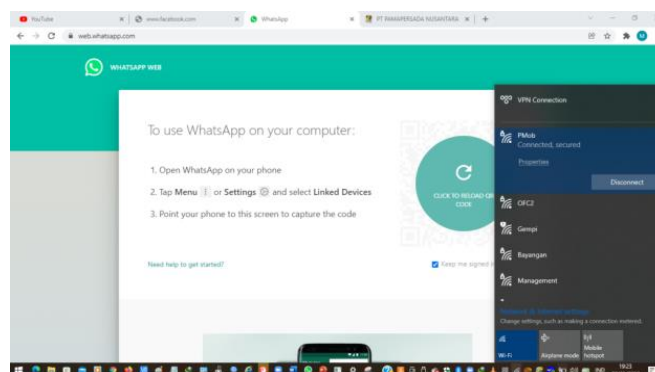 YouTube
www.facebook.com
WhatsApp
PT PAMAPERSADA NUSANTARA
web.whatsapp.com
WHATSAPP WEB
To use WhatsApp on your computer:
1. Open WhatsApp on your phone
2. Tap Menu or Settings and select Linked Devices
3. Point your phone to this screen to capture the code
Need help to get started?
CLICK TO RELOAD QR
CODE
Keep me signed in
VPN Connection
PMob
Connected, secured
Properties
Disconnect
OFC2
Gempi
Bayangan
Management
Network & Internet settings
Change settings, such as making a connection metered.
Wi-Fi
Airplane mode
Mobile
hotspot
19:23